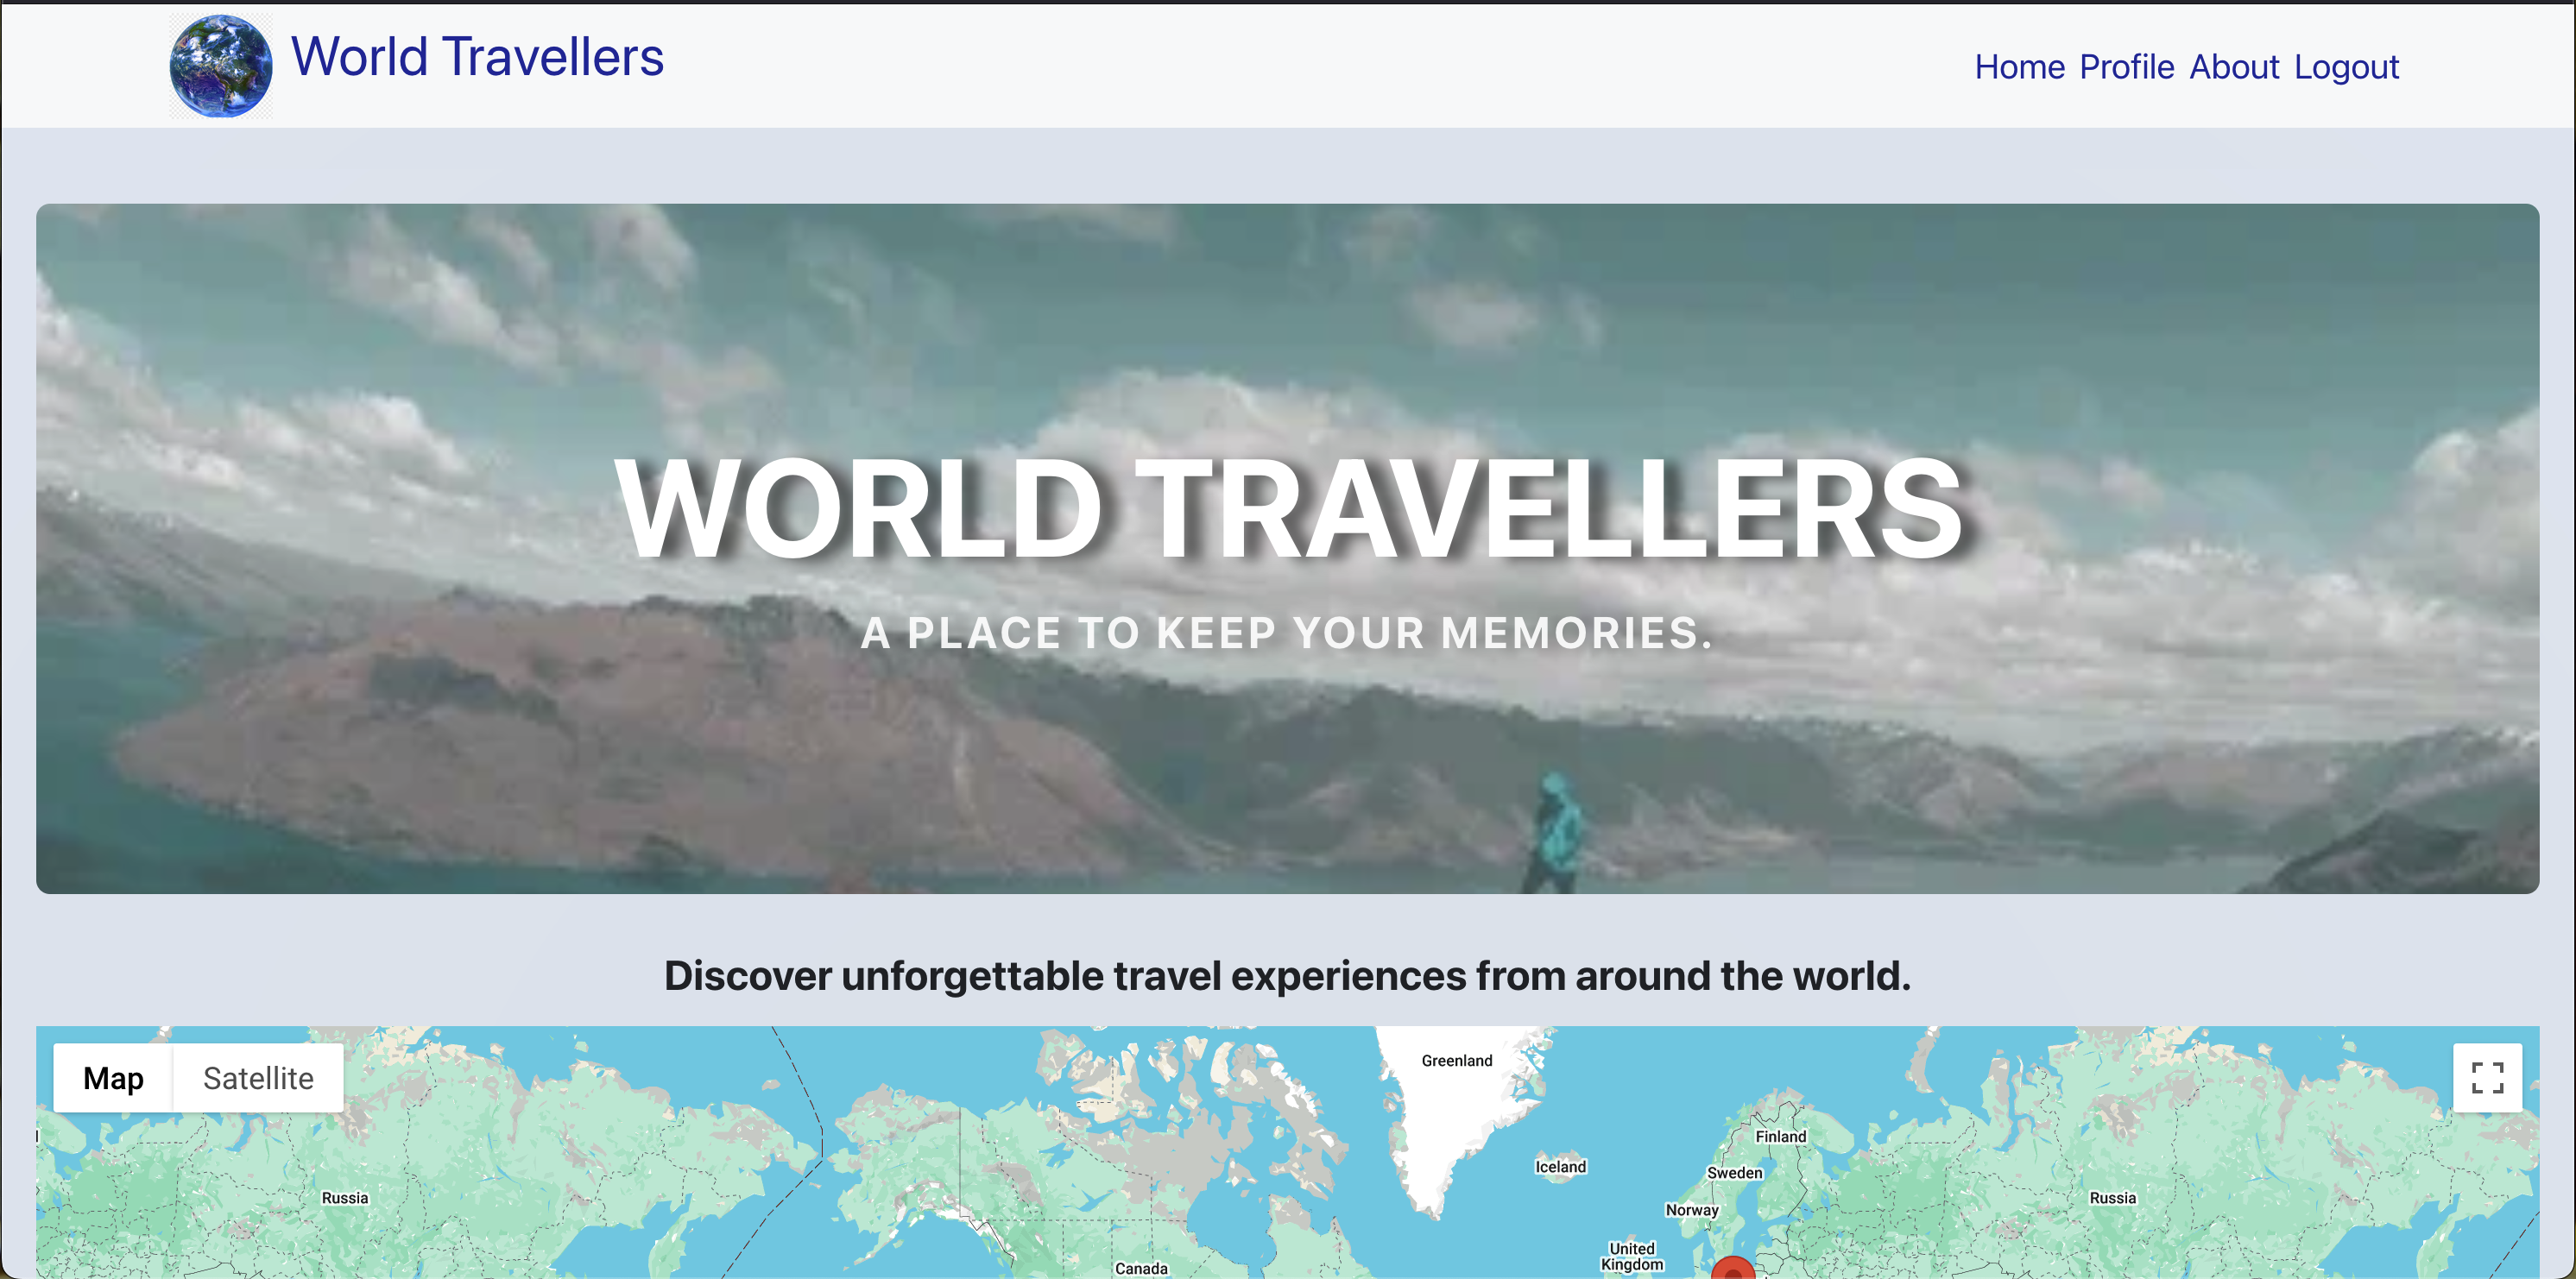 World Travellers
Home Profile About Logout
WORLD TRAVELLERS
A PLACE TO KEEP YOUR MEMORIES.
Discover unforgettable travel experiences from around the world.
Map Satellite
Greenland
Finland
Iceland
Sweden
Russia
Russia
Norway
United
Kingdom
Canada